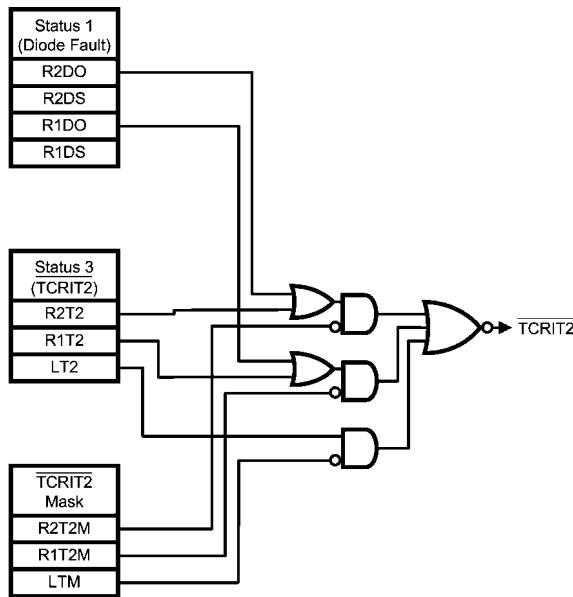 Status 1
(Diode Fault)
R2DO
R2DS
R1DO
R1DS
Status 3
(TCRIT2)
R2T2
R1T2
LT2
TCRIT2
TCRIT2
Mask
R2T2M
R1T2M
LTM